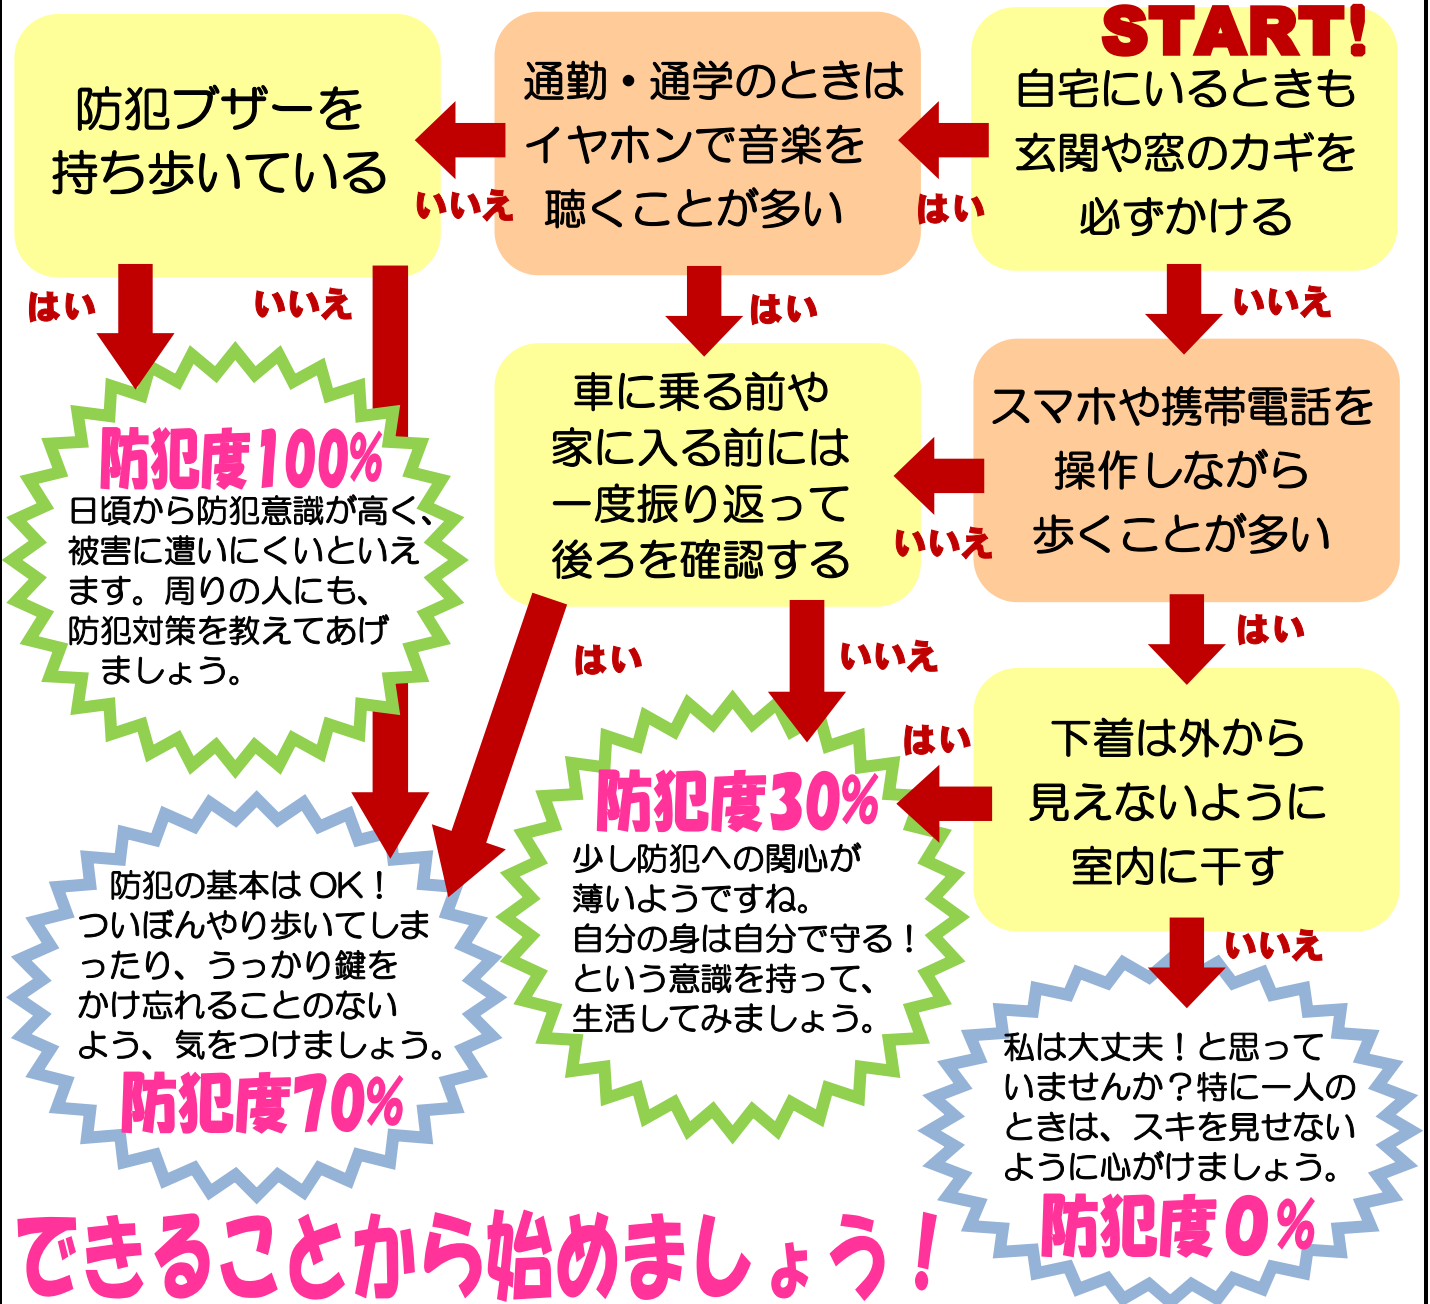 START!
自宅にいるときも
玄関や窓のカギを
必ずかける
はい
いいえ
通勤・通学のときは
イヤホンで音楽を
聴くことが多い
いいえ
はい
防犯ブザーを
持ち歩いている
はい
いいえ
スマホや携帯電話を
操作しながら
歩くことが多い
いいえ
はい
車に乗る前や
家に入る前には
一度振り返って
後ろを確認する
はい
いいえ
下着は外から
見えないように
室内に干す
はい
いいえ
防犯度100%
日頃から防犯意識が高く、
被害に遭いにくいといえ
ます。周りの人にも、
防犯対策を教えてあげ
ましょう。
防犯の基本はOK！
ついぼんやり歩いてしま
ったり、うっかり鍵を
かけ忘れることのない
よう、気をつけましょう。
防犯度70%
防犯度30%
少し防犯への関心が
薄いようですね。
自分の身は自分で守る！
という意識を持って、
生活してみましょう。
私は大丈夫！と思って
いませんか？特に一人の
ときは、スキを見せない
ように心がけましょう。
防犯度０%
できることから始めましょう！